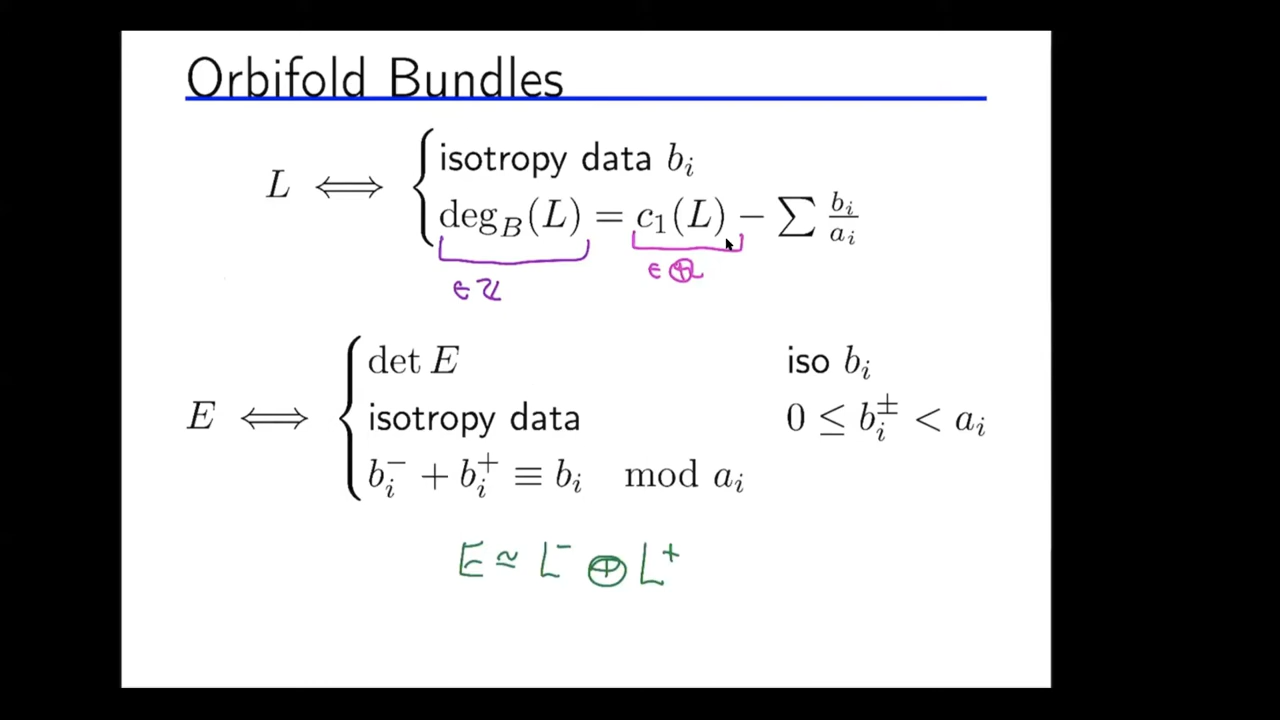 Orbifold Bundles
L ⟺ { isotropy data b_i
deg_B(L) = c_1(L) − ∑ b_i/a_i
∈ ℤ
∈ ℚ
E ⟺ { det E iso b_i
isotropy data 0 ≤ b_i^± < a_i
b_i^− + b_i^+ ≡ b_i mod a_i
E ≃ L^− ⊕ L^+